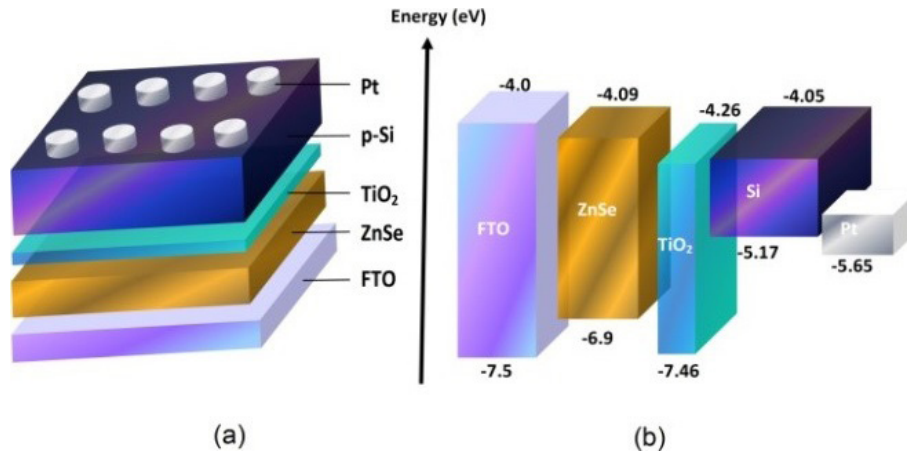 Energy (eV)
Pt
p-Si
TiO₂
ZnSe
FTO
(a)
-4.0
-4.09
-4.26
-4.05
FTO
ZnSe
TiO₂
Si
Pt
-5.17
-5.65
-6.9
-7.5
-7.46
(b)